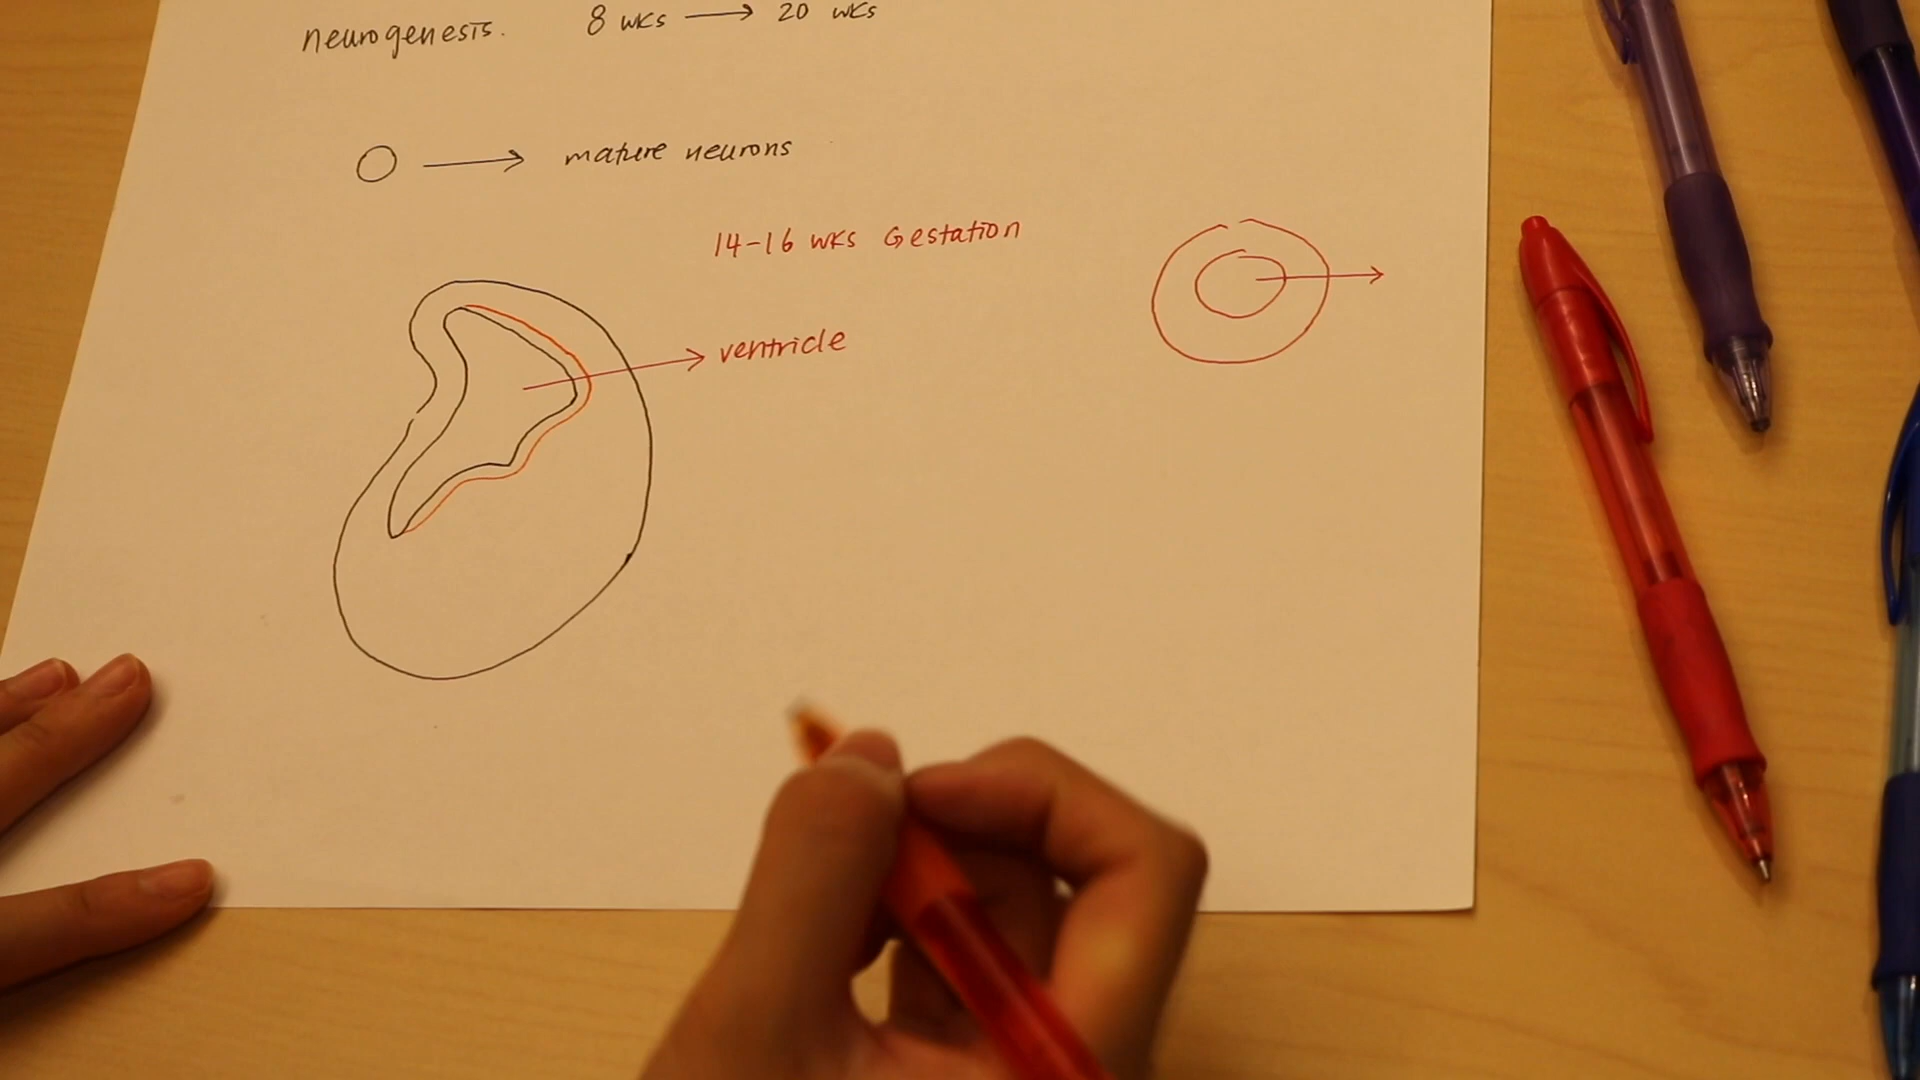 neurogenesis. 8 wks → 20 wks
→ mature neurons
14-16 wks Gestation
→ ventricle